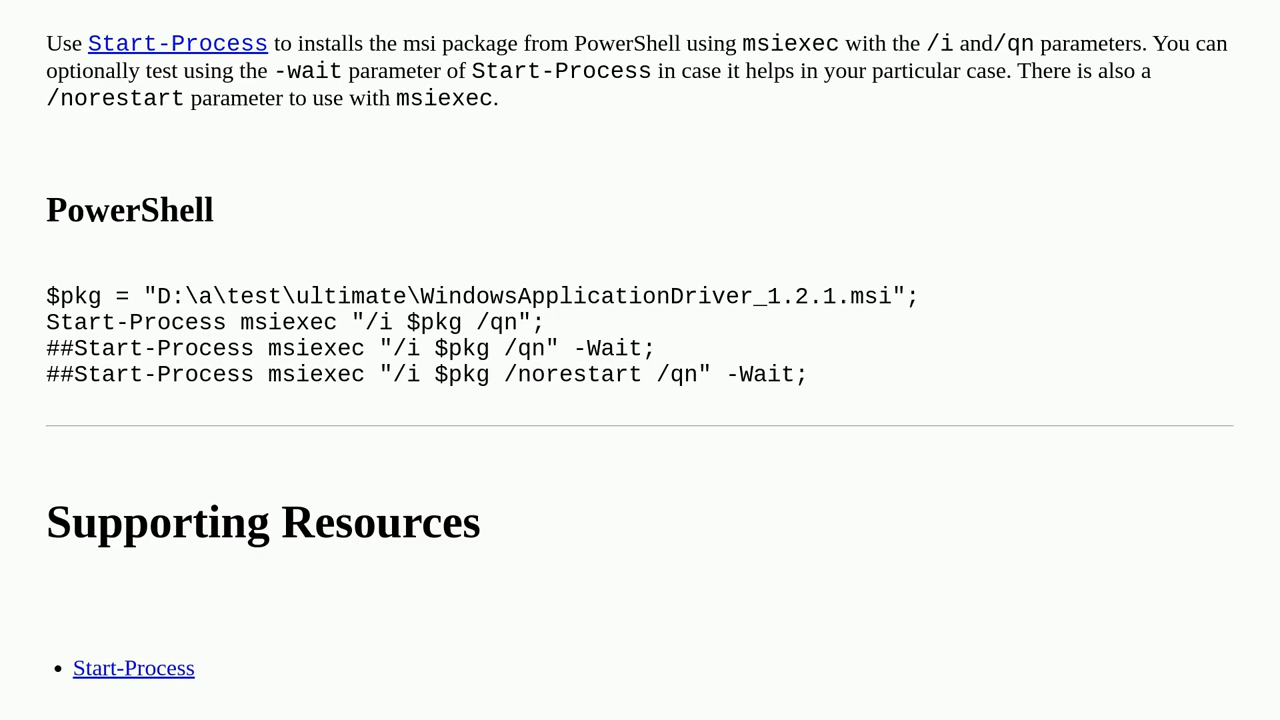 Use Start-Process to installs the msi package from PowerShell using msiexec with the /i and/qn parameters. You can
optionally test using the -wait parameter of Start-Process in case it helps in your particular case. There is also a
/norestart parameter to use with msiexec.
PowerShell
$pkg = "D:\a\test\ultimate\WindowsApplicationDriver_1.2.1.msi";
Start-Process msiexec "/i $pkg /qn";
##Start-Process msiexec "/i $pkg /qn" -Wait;
##Start-Process msiexec "/i $pkg /norestart /qn" -Wait;
Supporting Resources
• Start-Process